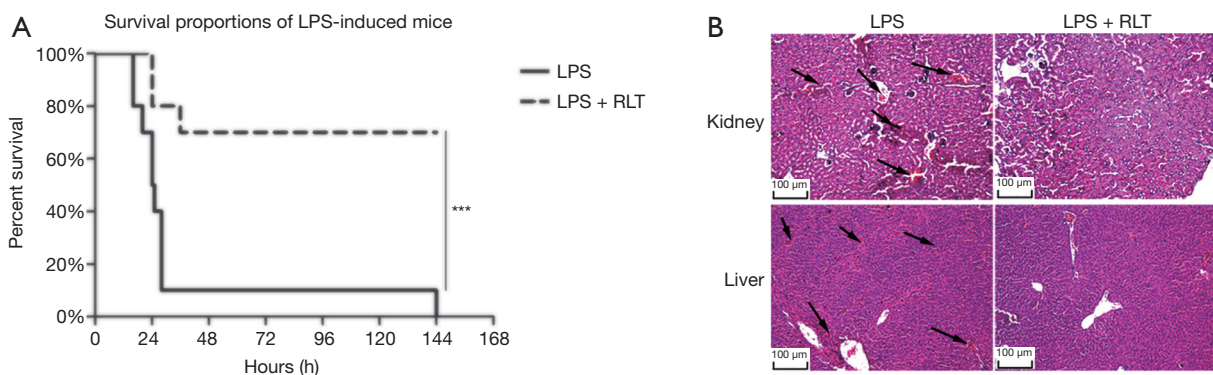 A
Survival proportions of LPS-induced mice
100%
80%
60%
40%
20%
0%
Percent survival
0 24 48 72 96 120 144 168
Hours (h)
LPS
LPS + RLT
***
B
LPS LPS + RLT
Kidney
100 µm 100 µm
Liver
100 µm 100 µm